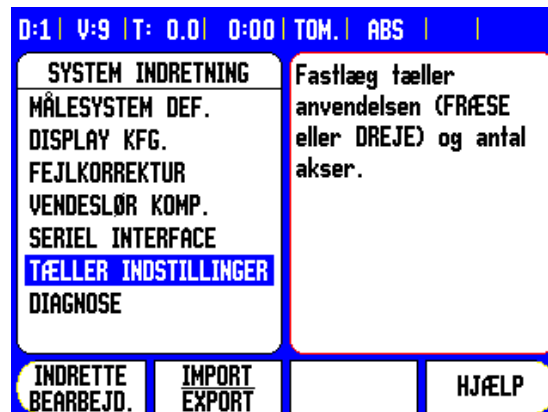 D:1 | V:9 | T: 0.0 | 0:00 | TOM. | ABS | |
SYSTEM INDRETNING
MÅLESYSTEM DEF.
DISPLAY KFG.
FEJLKORREKTUR
VENDESLØR KOMP.
SERIEL INTERFACE
TÆLLER INDSTILLINGER
DIAGNOSE
Fastlæg tæller
anvendelsen (FRÆSE
eller DREJE) og antal
akser.
INDRETTE
BEARBEJD.
IMPORT
EXPORT
HJÆLP